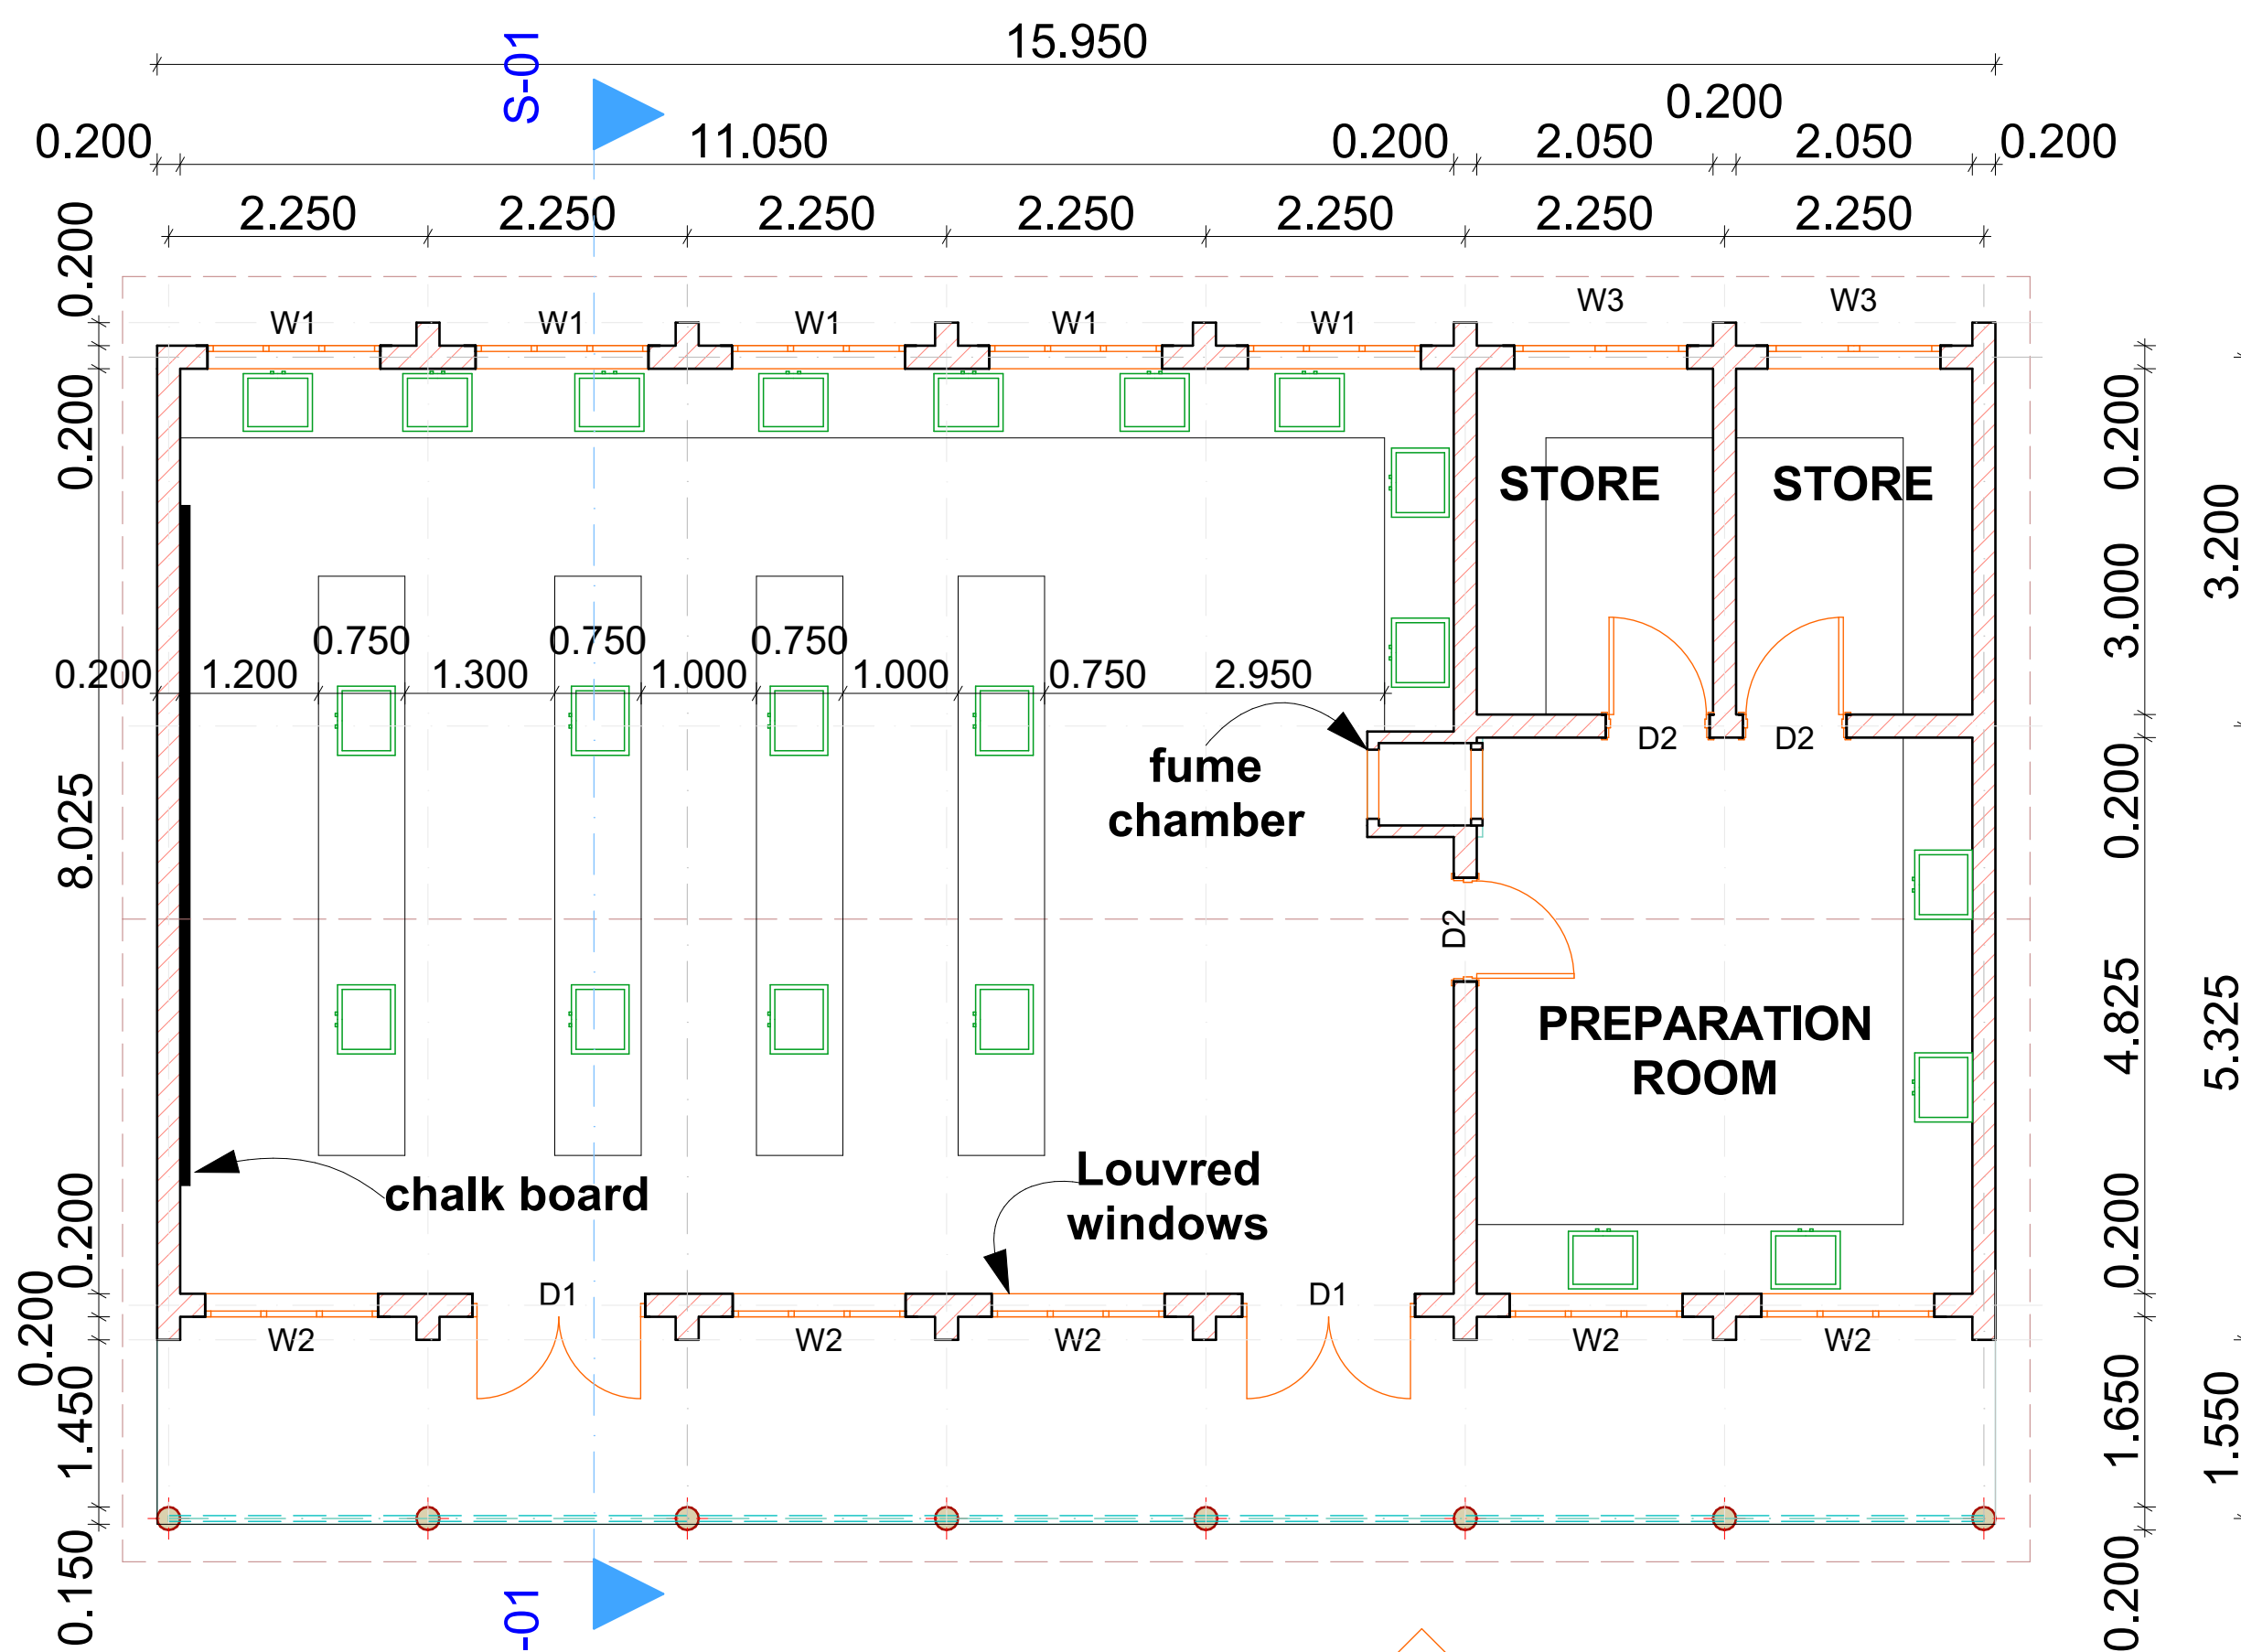 15.950
S-01
0.200
0.200 11.050 0.200 2.050 2.050 0.200
2.250 2.250 2.250 2.250 2.250 2.250 2.250
0.200
W3 W3
W1 W1 W1 W1 W1
0.200
0.200
STORE STORE
3.200
3.000
0.750 0.750 0.750
0.200 1.200 1.300 1.000 1.000 0.750 2.950
D2 D2
fume
chamber
0.200
8.025
D2
4.825
5.325
PREPARATION
ROOM
Louvred
windows
chalk board
0.200
0.200
0.200
D1 D1
W2 W2 W2 W2 W2
1.450
1.650
1.550
0.150
-01
0.200